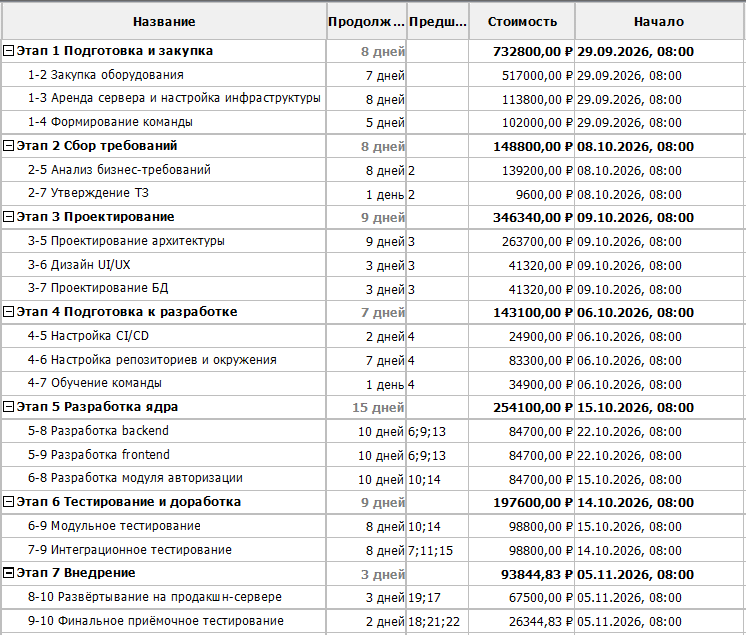 Название Продолж... Предш... Стоимость Начало
Этап 1 Подготовка и закупка 8 дней 732800,00 ₽ 29.09.2026, 08:00
1-2 Закупка оборудования 7 дней 517000,00 ₽ 29.09.2026, 08:00
1-3 Аренда сервера и настройка инфраструктуры 8 дней 113800,00 ₽ 29.09.2026, 08:00
1-4 Формирование команды 5 дней 102000,00 ₽ 29.09.2026, 08:00
Этап 2 Сбор требований 8 дней 148800,00 ₽ 08.10.2026, 08:00
2-5 Анализ бизнес-требований 8 дней 2 139200,00 ₽ 08.10.2026, 08:00
2-7 Утверждение ТЗ 1 день 2 9600,00 ₽ 08.10.2026, 08:00
Этап 3 Проектирование 9 дней 346340,00 ₽ 09.10.2026, 08:00
3-5 Проектирование архитектуры 9 дней 3 263700,00 ₽ 09.10.2026, 08:00
3-6 Дизайн UI/UX 3 дней 3 41320,00 ₽ 09.10.2026, 08:00
3-7 Проектирование БД 3 дней 3 41320,00 ₽ 09.10.2026, 08:00
Этап 4 Подготовка к разработке 7 дней 143100,00 ₽ 06.10.2026, 08:00
4-5 Настройка CI/CD 2 дней 4 24900,00 ₽ 06.10.2026, 08:00
4-6 Настройка репозиториев и окружения 7 дней 4 83300,00 ₽ 06.10.2026, 08:00
4-7 Обучение команды 1 день 4 34900,00 ₽ 06.10.2026, 08:00
Этап 5 Разработка ядра 15 дней 254100,00 ₽ 15.10.2026, 08:00
5-8 Разработка backend 10 дней 6;9;13 84700,00 ₽ 22.10.2026, 08:00
5-9 Разработка frontend 10 дней 6;9;13 84700,00 ₽ 22.10.2026, 08:00
6-8 Разработка модуля авторизации 10 дней 10;14 84700,00 ₽ 15.10.2026, 08:00
Этап 6 Тестирование и доработка 9 дней 197600,00 ₽ 14.10.2026, 08:00
6-9 Модульное тестирование 8 дней 10;14 98800,00 ₽ 15.10.2026, 08:00
7-9 Интеграционное тестирование 8 дней 7;11;15 98800,00 ₽ 14.10.2026, 08:00
Этап 7 Внедрение 3 дней 93844,83 ₽ 05.11.2026, 08:00
8-10 Развёртывание на продакшн-сервере 3 дней 19;17 67500,00 ₽ 05.11.2026, 08:00
9-10 Финальное приёмочное тестирование 2 дней 18;21;22 26344,83 ₽ 05.11.2026, 08:00